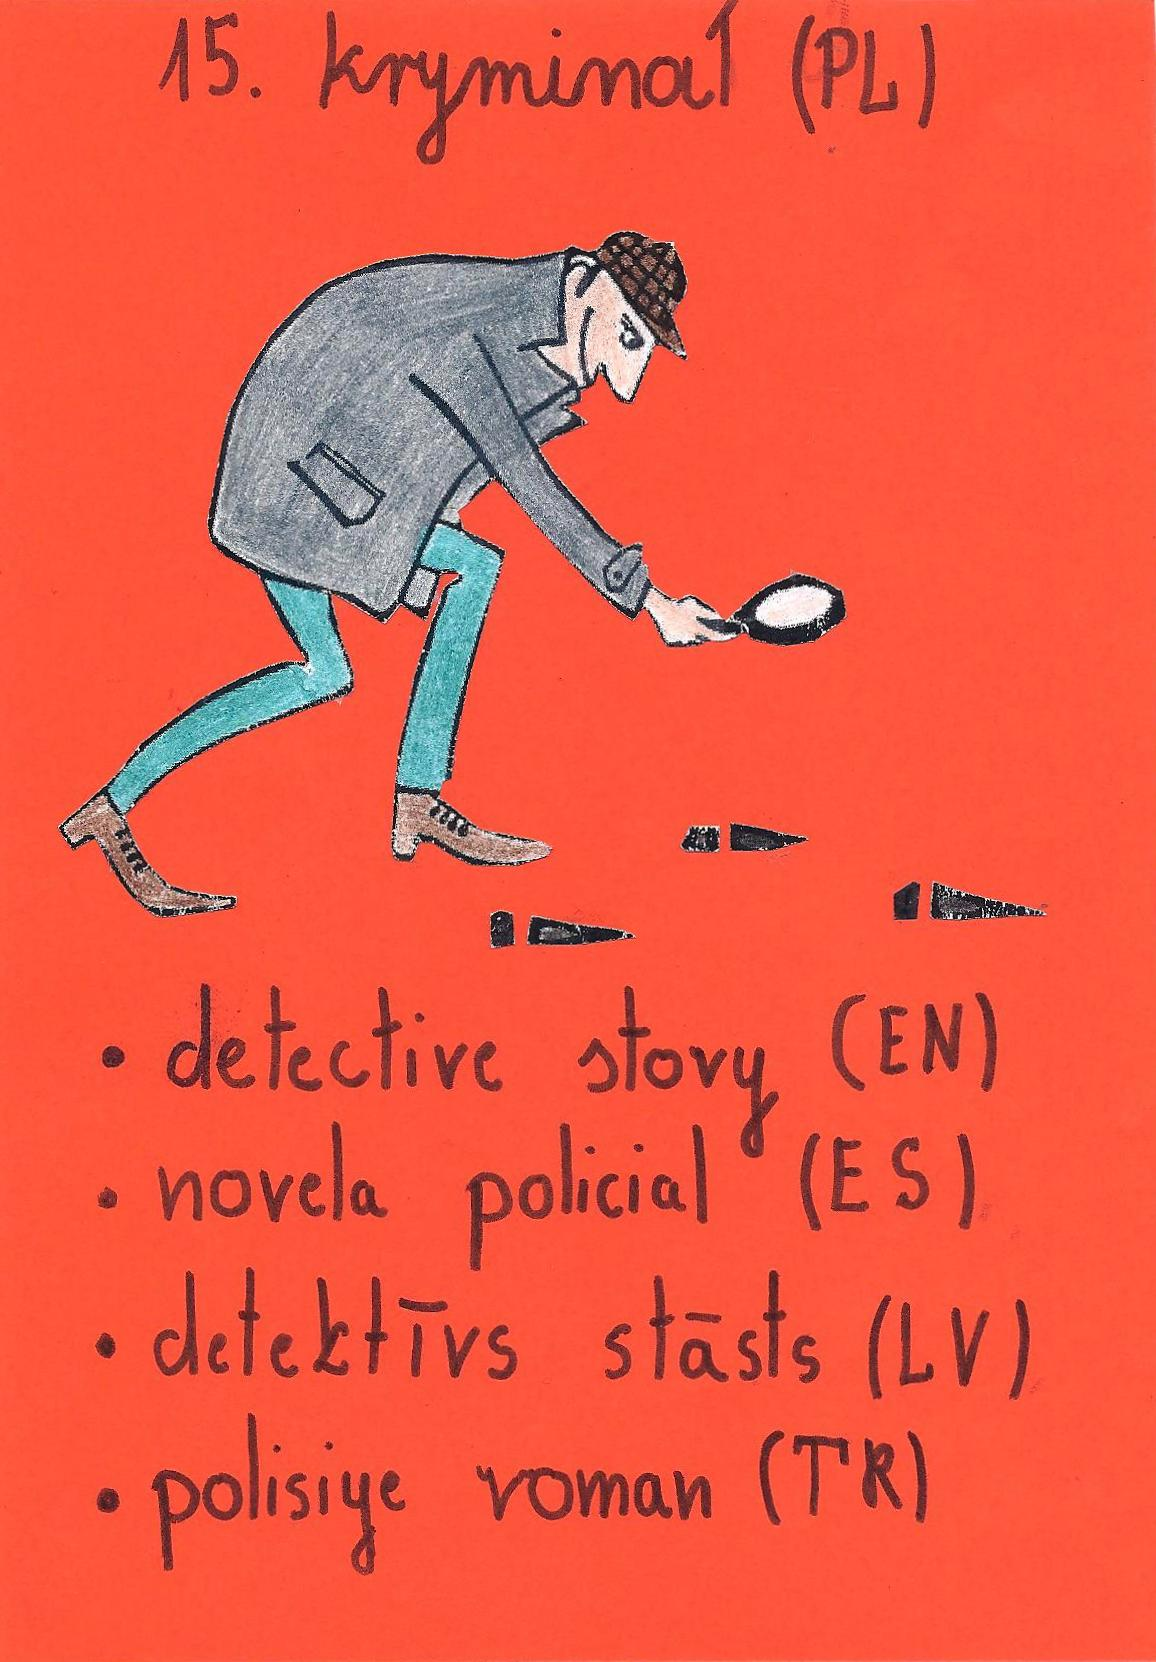 15. kryminał (PL)
• detective story (EN)
• novela policial (ES)
• detektīvs stāsts (LV)
• polisiye roman (TR)